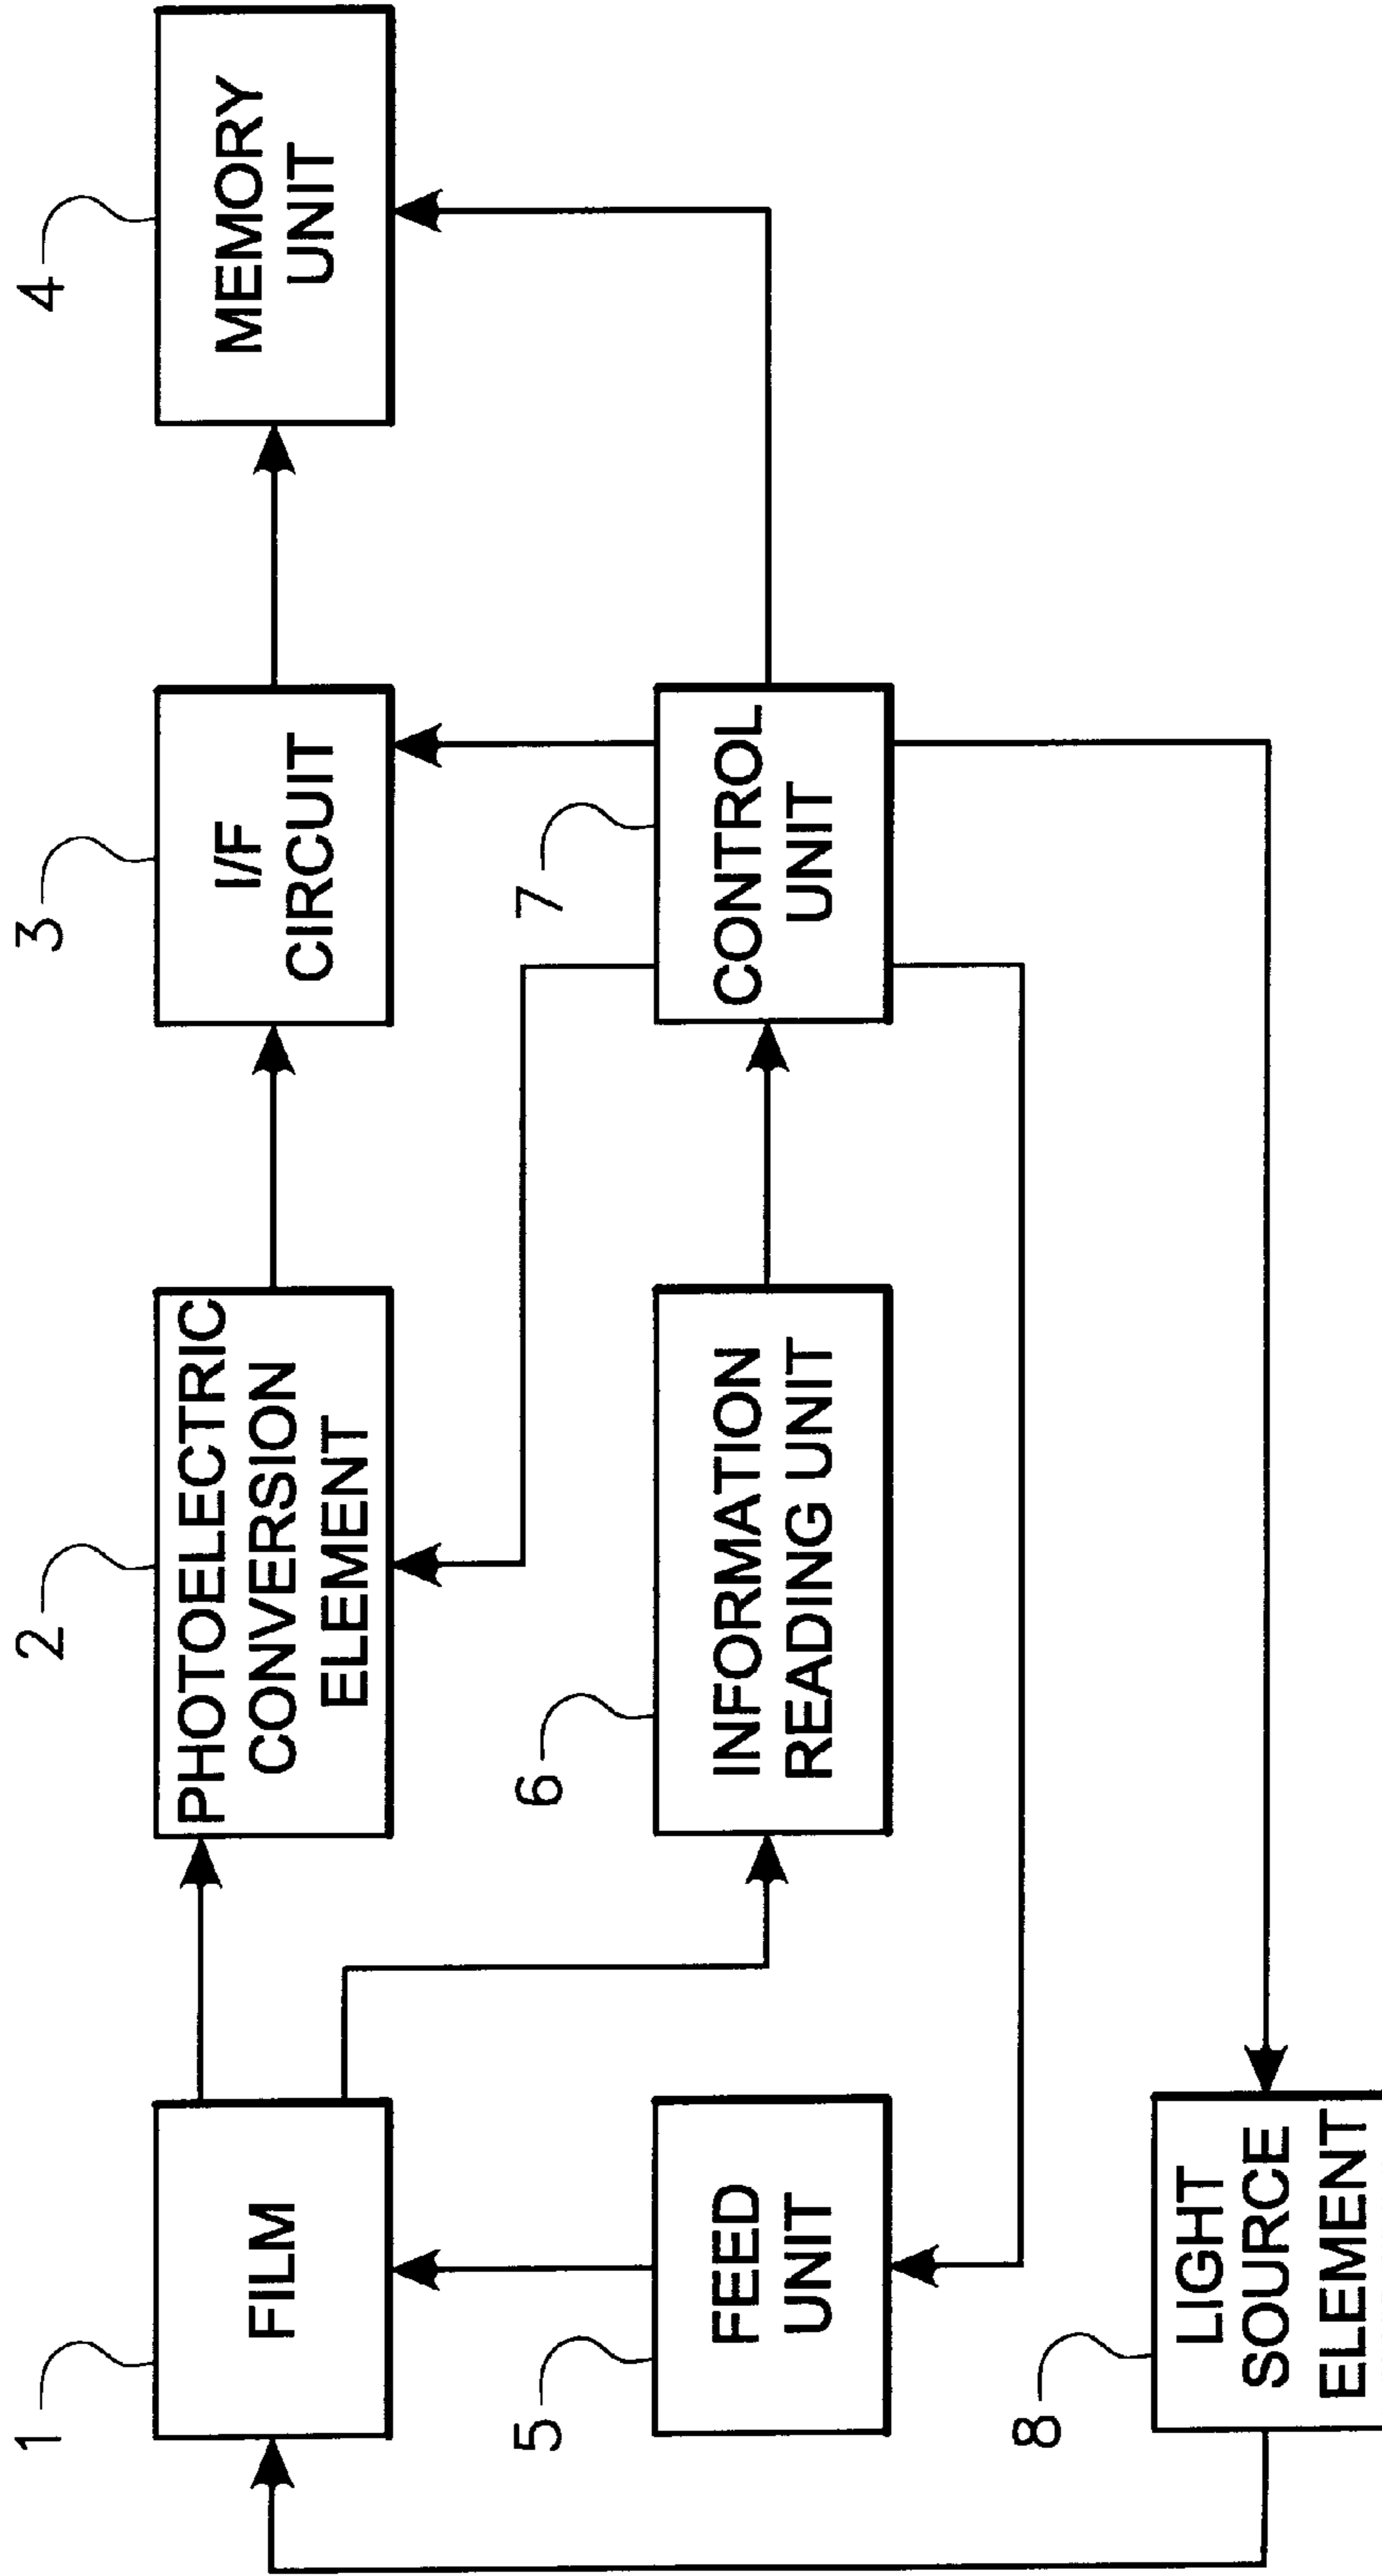 1
FILM
2
PHOTOELECTRIC
CONVERSION
ELEMENT
3
I/F
CIRCUIT
4
MEMORY
UNIT
5
FEED
UNIT
6
INFORMATION
READING UNIT
7
CONTROL
UNIT
8
LIGHT
SOURCE
ELEMENT